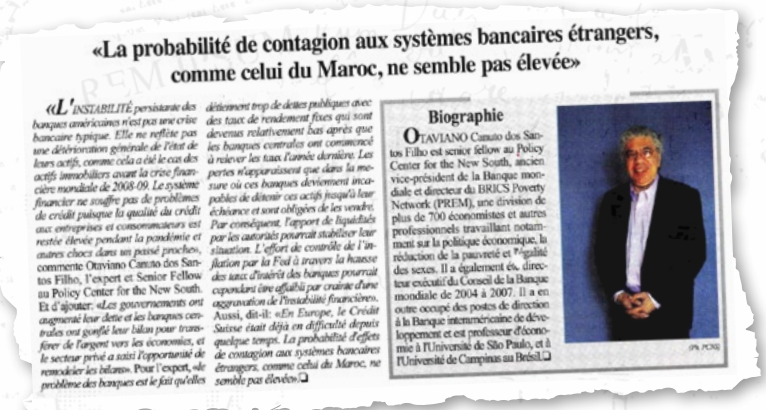 «La probabilité de contagion aux systèmes bancaires étrangers,
comme celui du Maroc, ne semble pas élevée»
«L'INSTABILITÉ persistante des
banques américaines n'est pas une crise
bancaire typique. Elle ne reflète pas
une détérioration générale de l'état de
leurs actifs, comme cela a été le cas des
actifs immobiliers avant la crise finan-
cière mondiale de 2008-09. Le système
financier ne souffre pas de problèmes
de crédit puisque la qualité du crédit
aux entreprises et consommateurs est
restée élevée pendant la pandémie et
autres chocs dans un passé proche»,
commente Otaviano Canuto dos San-
tos Filho, l'expert et Senior Fellow
au Policy Center for the New South.
Et d'ajouter: «Les gouvernements ont
augmenté leur dette et les banques cen-
trales ont gonflé leur bilan pour trans-
férer de l'argent vers les économies, et
le secteur privé a saisi l'opportunité de
remodeler les bilans». Pour l'expert, «le
problème des banques est le fait qu'elles
détiennent trop de dettes publiques avec
des taux de rendement fixes qui sont
devenus relativement bas après que
les banques centrales ont commencé
à relever les taux l'année dernière. Les
pertes n'apparaissent que dans la me-
sure où ces banques deviennent inca-
pables de détenir ces actifs jusqu'à leur
échéance et sont obligées de les vendre.
Par conséquent, l'apport de liquidités
par les autorités pourrait stabiliser leur
situation. L'effort de contrôle de l'in-
flation par la Fed à travers la hausse
des taux d'intérêt des banques pourrait
cependant être affaibli par crainte d'une
aggravation de l'instabilité financière».
Aussi, dit-il: «En Europe, le Crédit
Suisse était déjà en difficulté depuis
quelque temps. La probabilité d'effets
de contagion aux systèmes bancaires
étrangers, comme celui du Maroc, ne
semble pas élevée».❏
Biographie
OTAVIANO Canuto dos San-
tos Filho est senior fellow au Policy
Center for the New South, ancien
vice-président de la Banque mon-
diale et directeur du BRICS Poverty
Network (PREM), une division de
plus de 700 économistes et autres
professionnels travaillant notam-
ment sur la politique économique, la
réduction de la pauvreté et l'égalité
des sexes. Il a également été direc-
teur exécutif du Conseil de la Banque
mondiale de 2004 à 2007. Il a en
outre occupé des postes de direction
à la Banque interaméricaine de déve-
loppement et est professeur d'écono-
mie à l'Université de São Paulo, et à
l'Université de Campinas au Brésil.❏